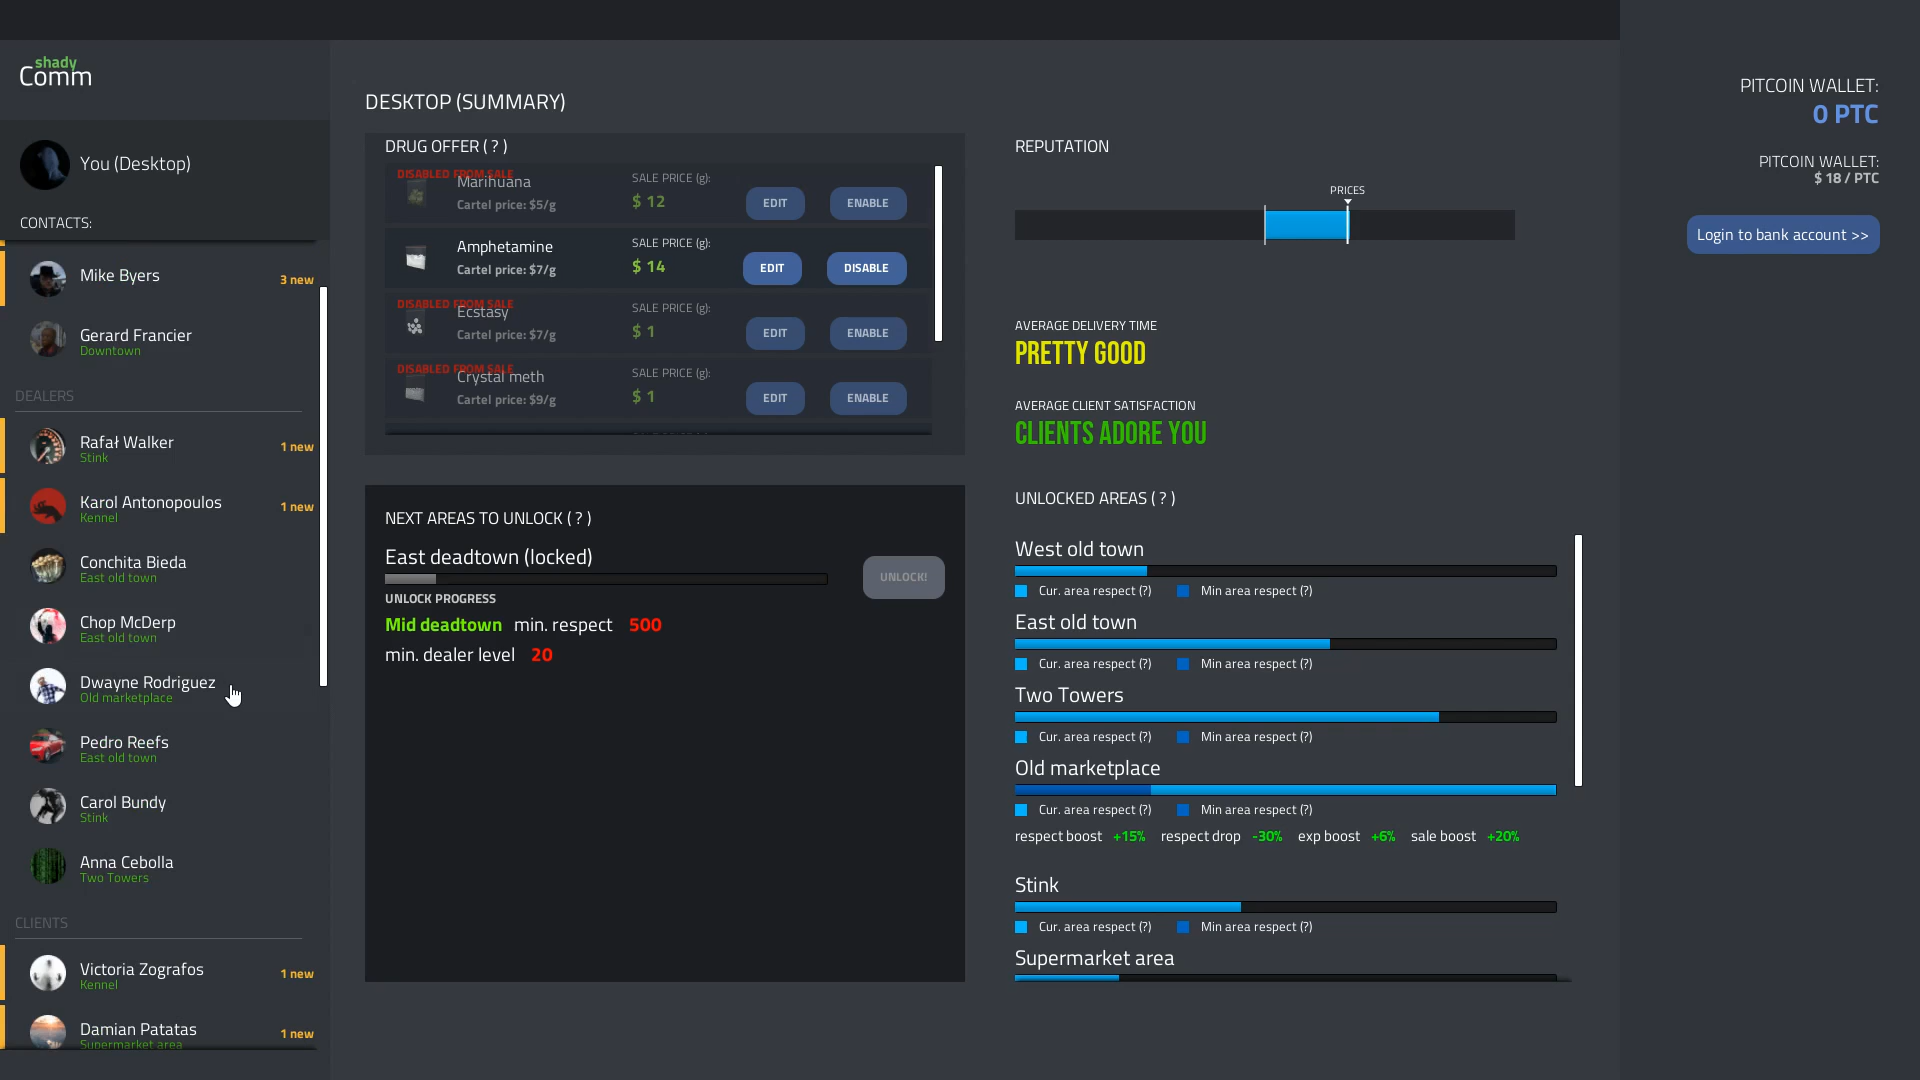 shady
Comm
You (Desktop)
CONTACTS:
Mike Byers
3 new
Gerard Francier
Downtown
DEALERS
Rafał Walker
Stink
1 new
Karol Antonopoulos
Kennel
1 new
Conchita Bieda
East old town
Chop McDerp
East old town
Dwayne Rodriguez
Old marketplace
Pedro Reefs
East old town
Carol Bundy
Stink
Anna Cebolla
Two Towers
CLIENTS
Victoria Zografos
Kennel
1 new
Damian Patatas
Supermarket area
1 new
DESKTOP (SUMMARY)
DRUG OFFER ( ? )
DISABLED FROM SALE
Marihuana
Cartel price: $5/g
SALE PRICE (g):
$ 12
EDIT
ENABLE
Amphetamine
Cartel price: $7/g
SALE PRICE (g):
$ 14
EDIT
DISABLE
DISABLED FROM SALE
Ecstasy
Cartel price: $7/g
SALE PRICE (g):
$ 1
EDIT
ENABLE
DISABLED FROM SALE
Crystal meth
Cartel price: $9/g
SALE PRICE (g):
$ 1
EDIT
ENABLE
NEXT AREAS TO UNLOCK ( ? )
East deadtown (locked)
UNLOCK!
UNLOCK PROGRESS
Mid deadtown min. respect 500
min. dealer level 20
REPUTATION
PRICES
AVERAGE DELIVERY TIME
PRETTY GOOD
AVERAGE CLIENT SATISFACTION
CLIENTS ADORE YOU
UNLOCKED AREAS ( ? )
West old town
Cur. area respect (?) Min area respect (?)
East old town
Cur. area respect (?) Min area respect (?)
Two Towers
Cur. area respect (?) Min area respect (?)
Old marketplace
Cur. area respect (?) Min area respect (?)
respect boost +15% respect drop -30% exp boost +6% sale boost +20%
Stink
Cur. area respect (?) Min area respect (?)
Supermarket area
PITCOIN WALLET:
0 PTC
PITCOIN WALLET:
$ 18 / PTC
Login to bank account >>